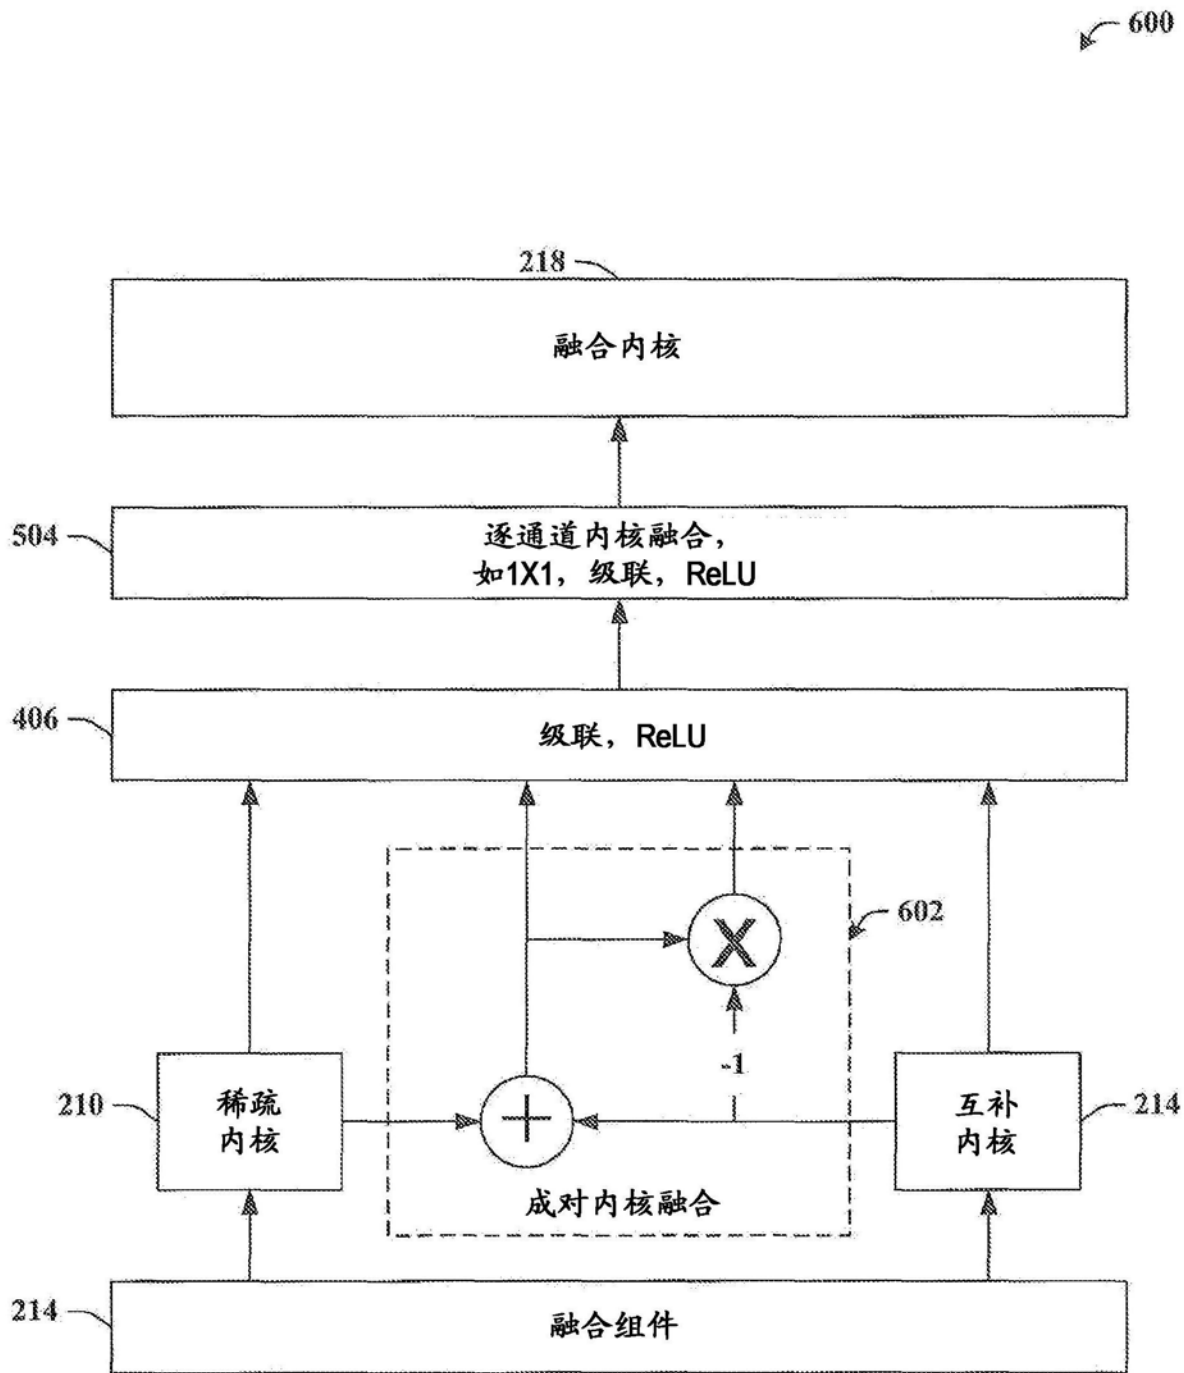 600
218
融合内核
504
逐通道内核融合，
如1X1，级联，ReLU
406
级联，ReLU
602
X
-1
210
稀疏
内核
+
互补
内核
214
成对内核融合
214
融合组件